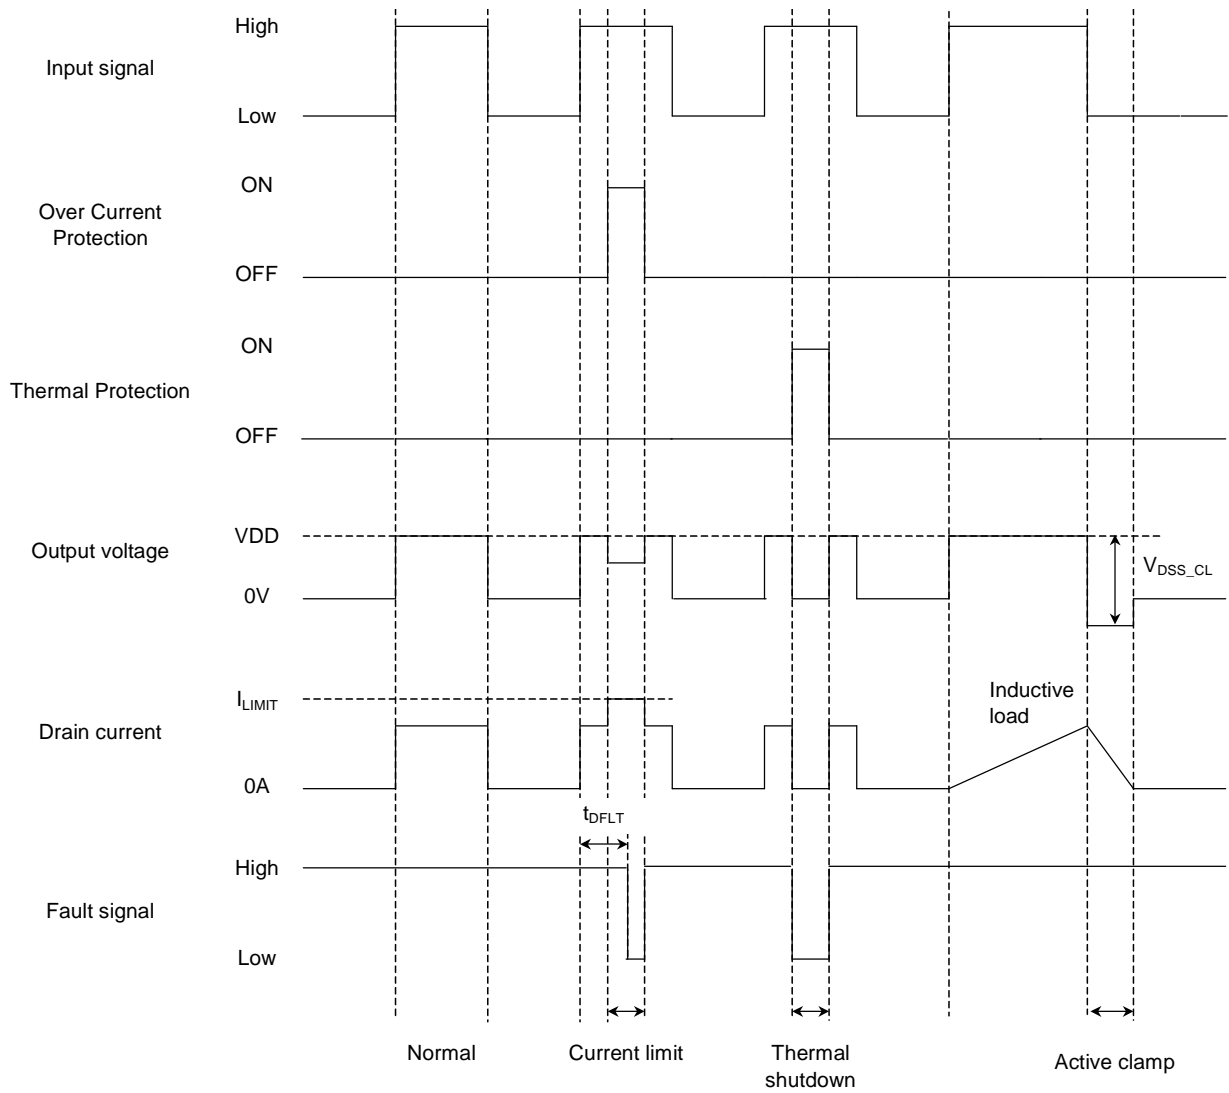 High
Input signal
Low
ON
Over Current
Protection
OFF
ON
Thermal Protection
OFF
VDD
Output voltage
VDSS_CL
0V
ILIMIT
Inductive
load
Drain current
0A
tDFLT
High
Fault signal
Low
Normal
Current limit
Thermal
shutdown
Active clamp